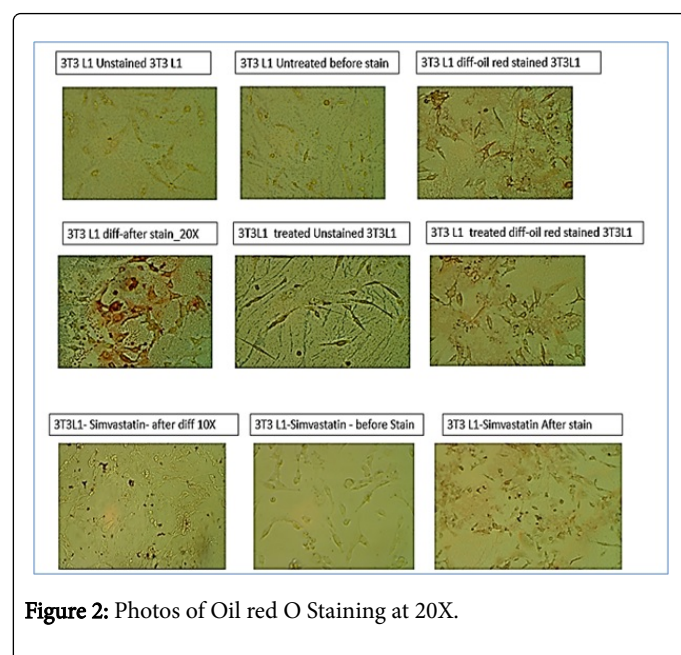 3T3 L1 Unstained 3T3 L1
3T3 L1 Untreated before stain
3T3 L1 diff-oil red stained 3T3L1
3T3 L1 diff-after stain_20X
3T3L1 treated Unstained 3T3L1
3T3 L1 treated diff-oil red stained 3T3L1
3T3L1- Simvastatin- after diff 10X
3T3 L1-Simvastatin - before Stain
3T3 L1-Simvastatin After stain
Figure 2: Photos of Oil red O Staining at 20X.